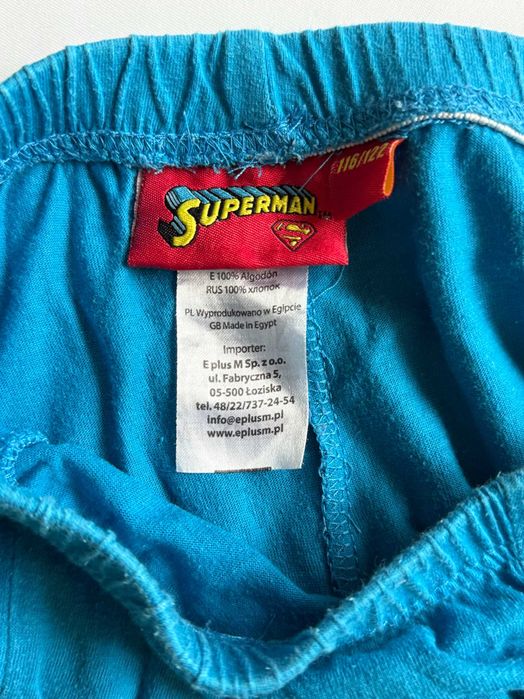 116/122
SUPERMAN™
E 100% Algodón
RUS 100% хлопок
PL Wyprodukowano w Egipcie
GB Made in Egypt
Importer:
E plus M Sp. z o.o.
ul. Fabryczna 5,
05-500 Łoziska
tel. 48/22/737-24-54
info@eplusm.pl
www.eplusm.pl